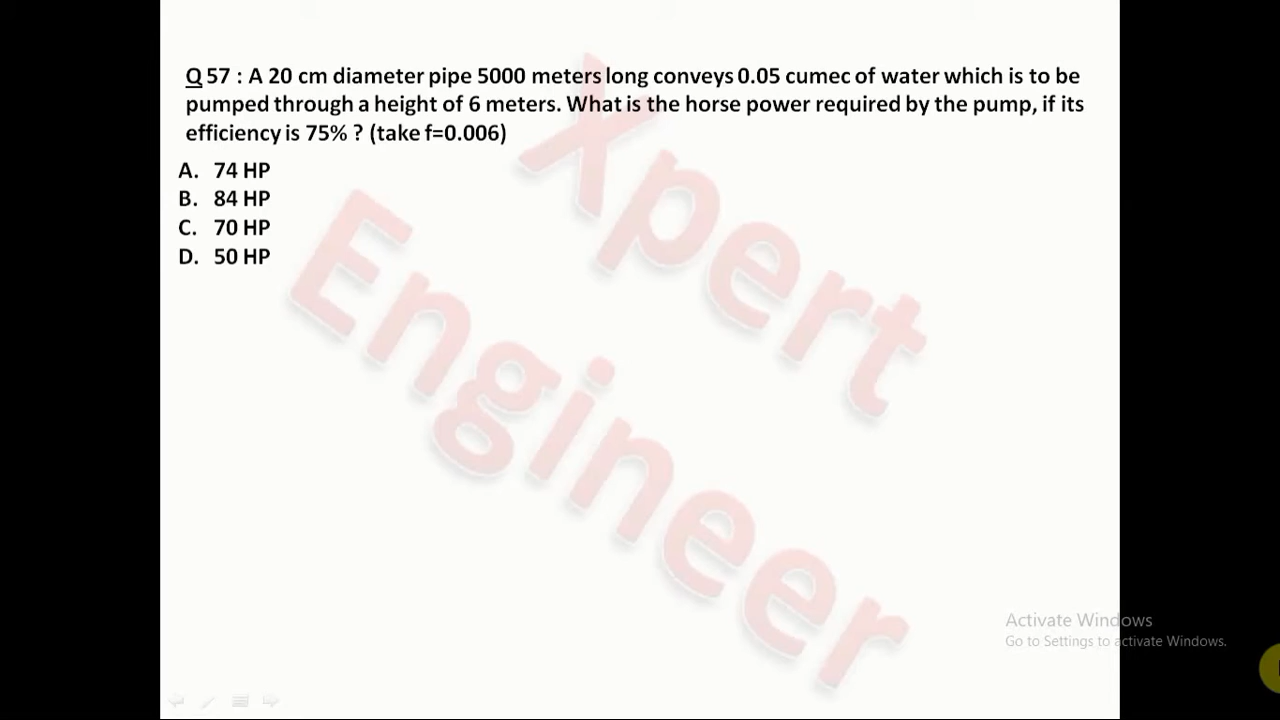 Q 57 : A 20 cm diameter pipe 5000 meters long conveys 0.05 cumec of water which is to be
pumped through a height of 6 meters. What is the horse power required by the pump, if its
efficiency is 75% ? (take f=0.006)
A. 74 HP
B. 84 HP
C. 70 HP
D. 50 HP
Xpert
Engineer
Activate Windows
Go to Settings to activate Windows.